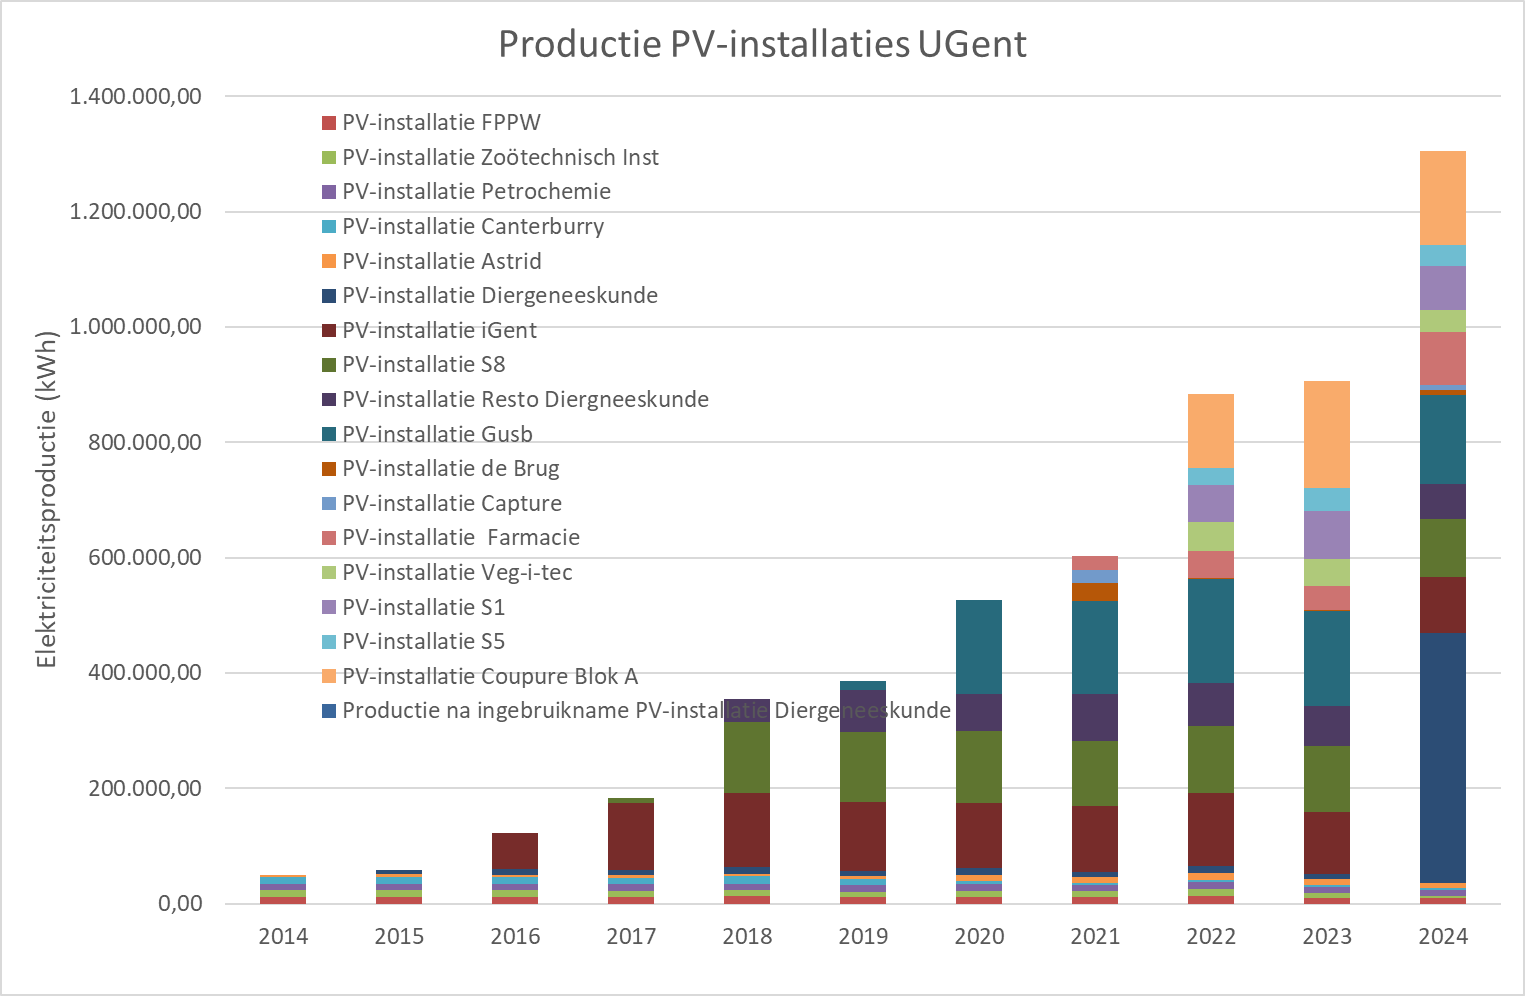 Productie PV-installaties UGent
Elektriciteitsproductie (kWh)
1.400.000,00
1.200.000,00
1.000.000,00
800.000,00
600.000,00
400.000,00
200.000,00
0,00
PV-installatie FPPW
PV-installatie Zoötechnisch Inst
PV-installatie Petrochemie
PV-installatie Canterburry
PV-installatie Astrid
PV-installatie Diergeneeskunde
PV-installatie iGent
PV-installatie S8
PV-installatie Resto Diergneeskunde
PV-installatie Gusb
PV-installatie de Brug
PV-installatie Capture
PV-installatie  Farmacie
PV-installatie Veg-i-tec
PV-installatie S1
PV-installatie S5
PV-installatie Coupure Blok A
Productie na ingebruikname PV-installatie Diergeneeskunde
2014 2015 2016 2017 2018 2019 2020 2021 2022 2023 2024